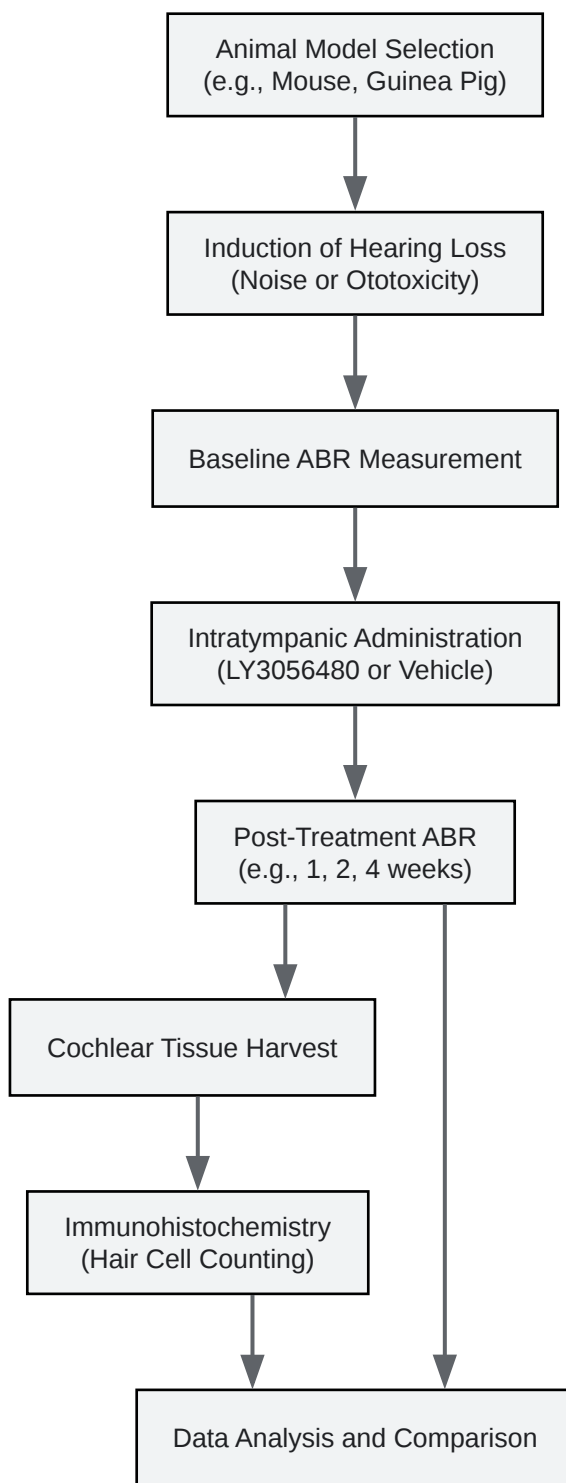 Animal Model Selection
(e.g., Mouse, Guinea Pig)
Induction of Hearing Loss
(Noise or Ototoxicity)
Baseline ABR Measurement
Intratympanic Administration
(LY3056480 or Vehicle)
Post-Treatment ABR
(e.g., 1, 2, 4 weeks)
Cochlear Tissue Harvest
Immunohistochemistry
(Hair Cell Counting)
Data Analysis and Comparison